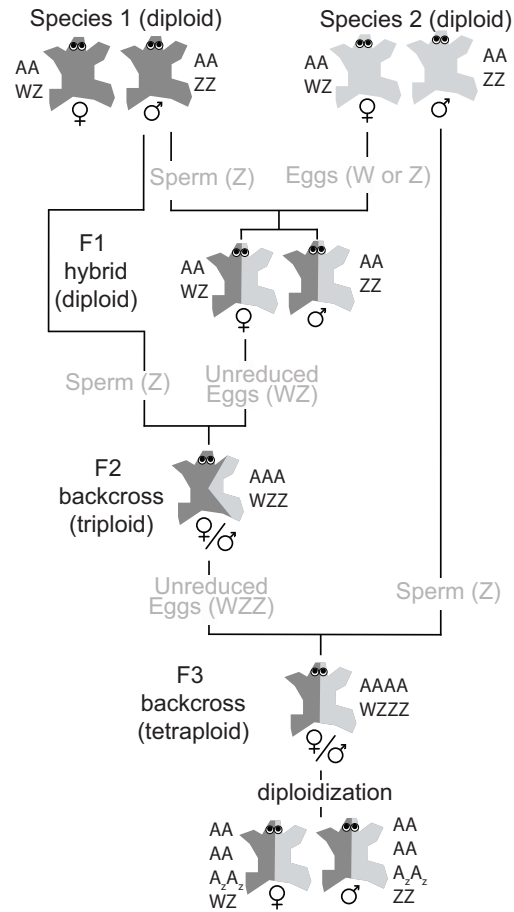 Species 1 (diploid)
Species 2 (diploid)
AA
WZ
♀
♂
AA
ZZ
AA
WZ
♀
♂
AA
ZZ
Sperm (Z)
Eggs (W or Z)
F1
hybrid
(diploid)
AA
WZ
♀
♂
AA
ZZ
Sperm (Z)
Unreduced
Eggs (WZ)
F2
backcross
(triploid)
AAA
WZZ
♀/♂
Unreduced
Eggs (WZZ)
Sperm (Z)
F3
backcross
(tetraploid)
AAAA
WZZZ
♀/♂
diploidization
AA
AA
AzAz
WZ
♀
♂
AA
AA
AzAz
ZZ